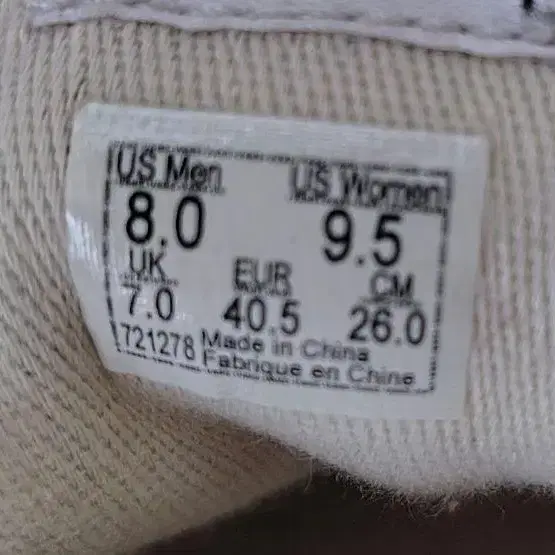 US Men US Women
8.0 9.5
UK EUR CM
7.0 40.5 26.0
721278 Made in China
Fabrique en Chine